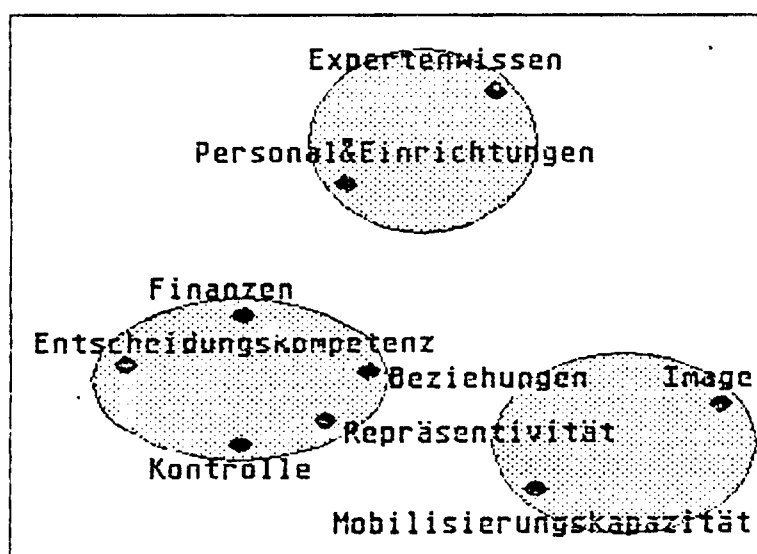 Expertenwissen
Personal&Einrichtungen
Finanzen
Entscheidungskompetenz
Beziehungen
Image
Repräsentivität
Kontrolle
Mobilisierungskapazität